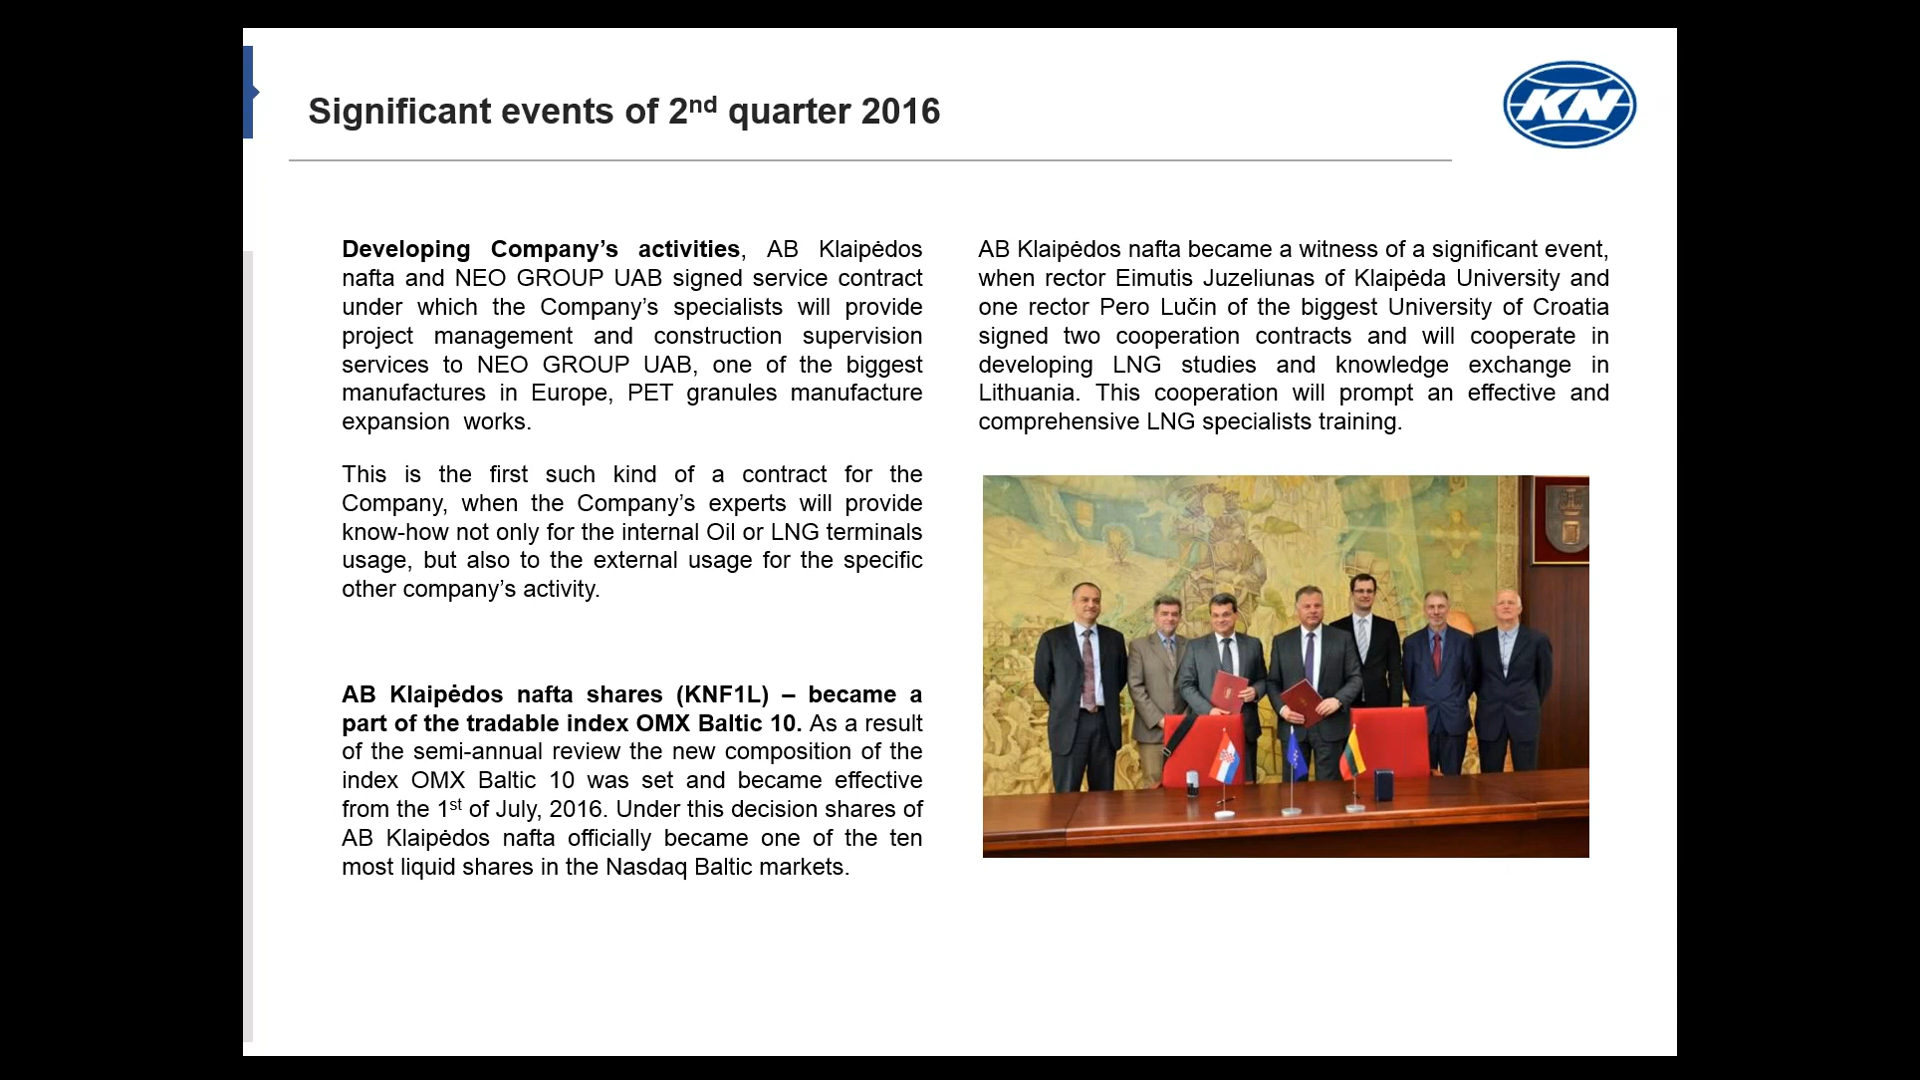 Significant events of 2nd quarter 2016
KN
Developing Company’s activities, AB Klaipėdos
nafta and NEO GROUP UAB signed service contract
under which the Company’s specialists will provide
project management and construction supervision
services to NEO GROUP UAB, one of the biggest
manufactures in Europe, PET granules manufacture
expansion works.
This is the first such kind of a contract for the
Company, when the Company’s experts will provide
know-how not only for the internal Oil or LNG terminals
usage, but also to the external usage for the specific
other company’s activity.
AB Klaipėdos nafta shares (KNF1L) – became a
part of the tradable index OMX Baltic 10. As a result
of the semi-annual review the new composition of the
index OMX Baltic 10 was set and became effective
from the 1st of July, 2016. Under this decision shares of
AB Klaipėdos nafta officially became one of the ten
most liquid shares in the Nasdaq Baltic markets.
AB Klaipėdos nafta became a witness of a significant event,
when rector Eimutis Juzeliunas of Klaipėda University and
one rector Pero Lučin of the biggest University of Croatia
signed two cooperation contracts and will cooperate in
developing LNG studies and knowledge exchange in
Lithuania. This cooperation will prompt an effective and
comprehensive LNG specialists training.